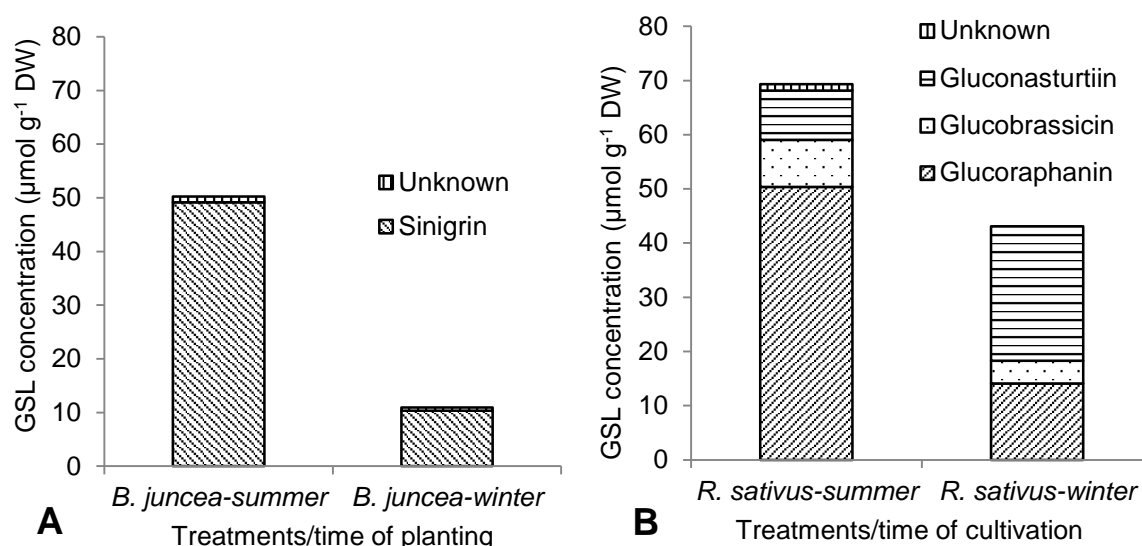 GSL concentration (µmol g⁻¹ DW)
80
70
60
50
40
30
20
10
0
Unknown
Sinigrin
B. juncea-summer B. juncea-winter
A Treatments/time of planting
GSL concentration (µmol g⁻¹ DW)
80
70
60
50
40
30
20
10
0
Unknown
Gluconasturtiin
Glucobrassicin
Glucoraphanin
R. sativus-summer R. sativus-winter
B Treatments/time of cultivation